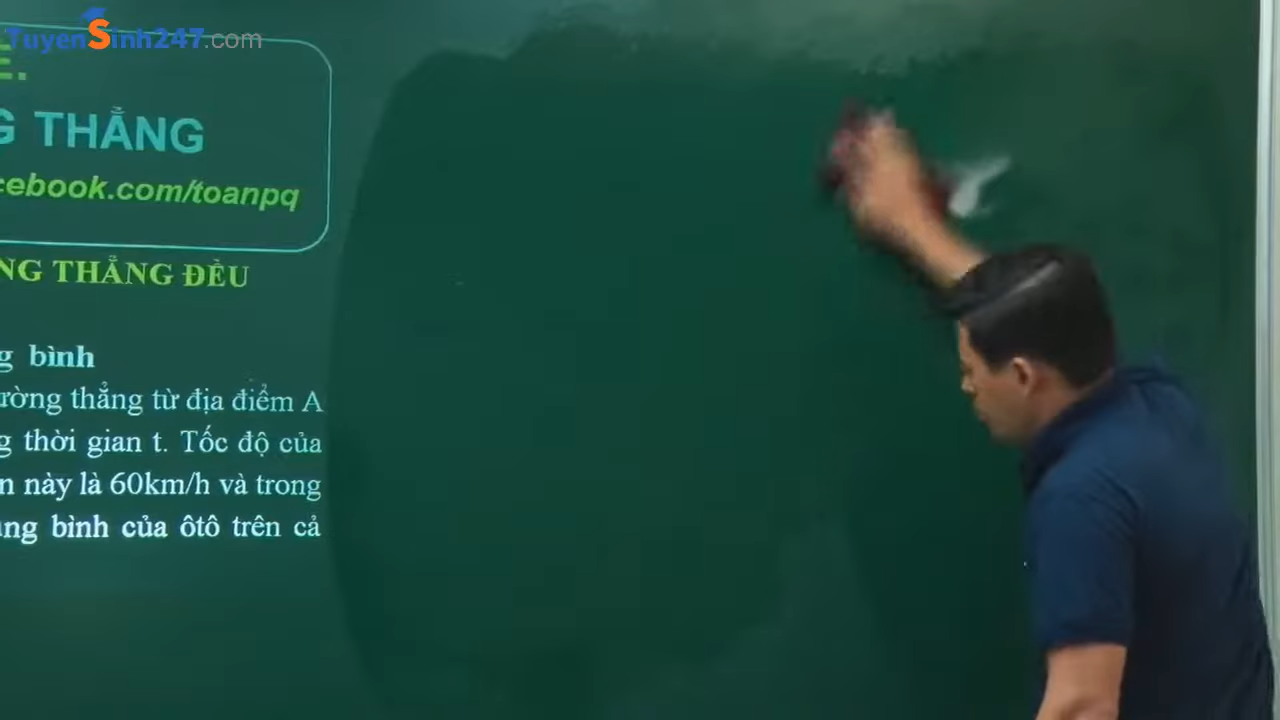 TuyenSinh247.com
E.
G THẲNG
cebook.com/toanpq
NG THẲNG ĐỀU
g bình
ường thẳng từ địa điểm A
g thời gian t. Tốc độ của
n này là 60km/h và trong
ung bình của ôtô trên cả